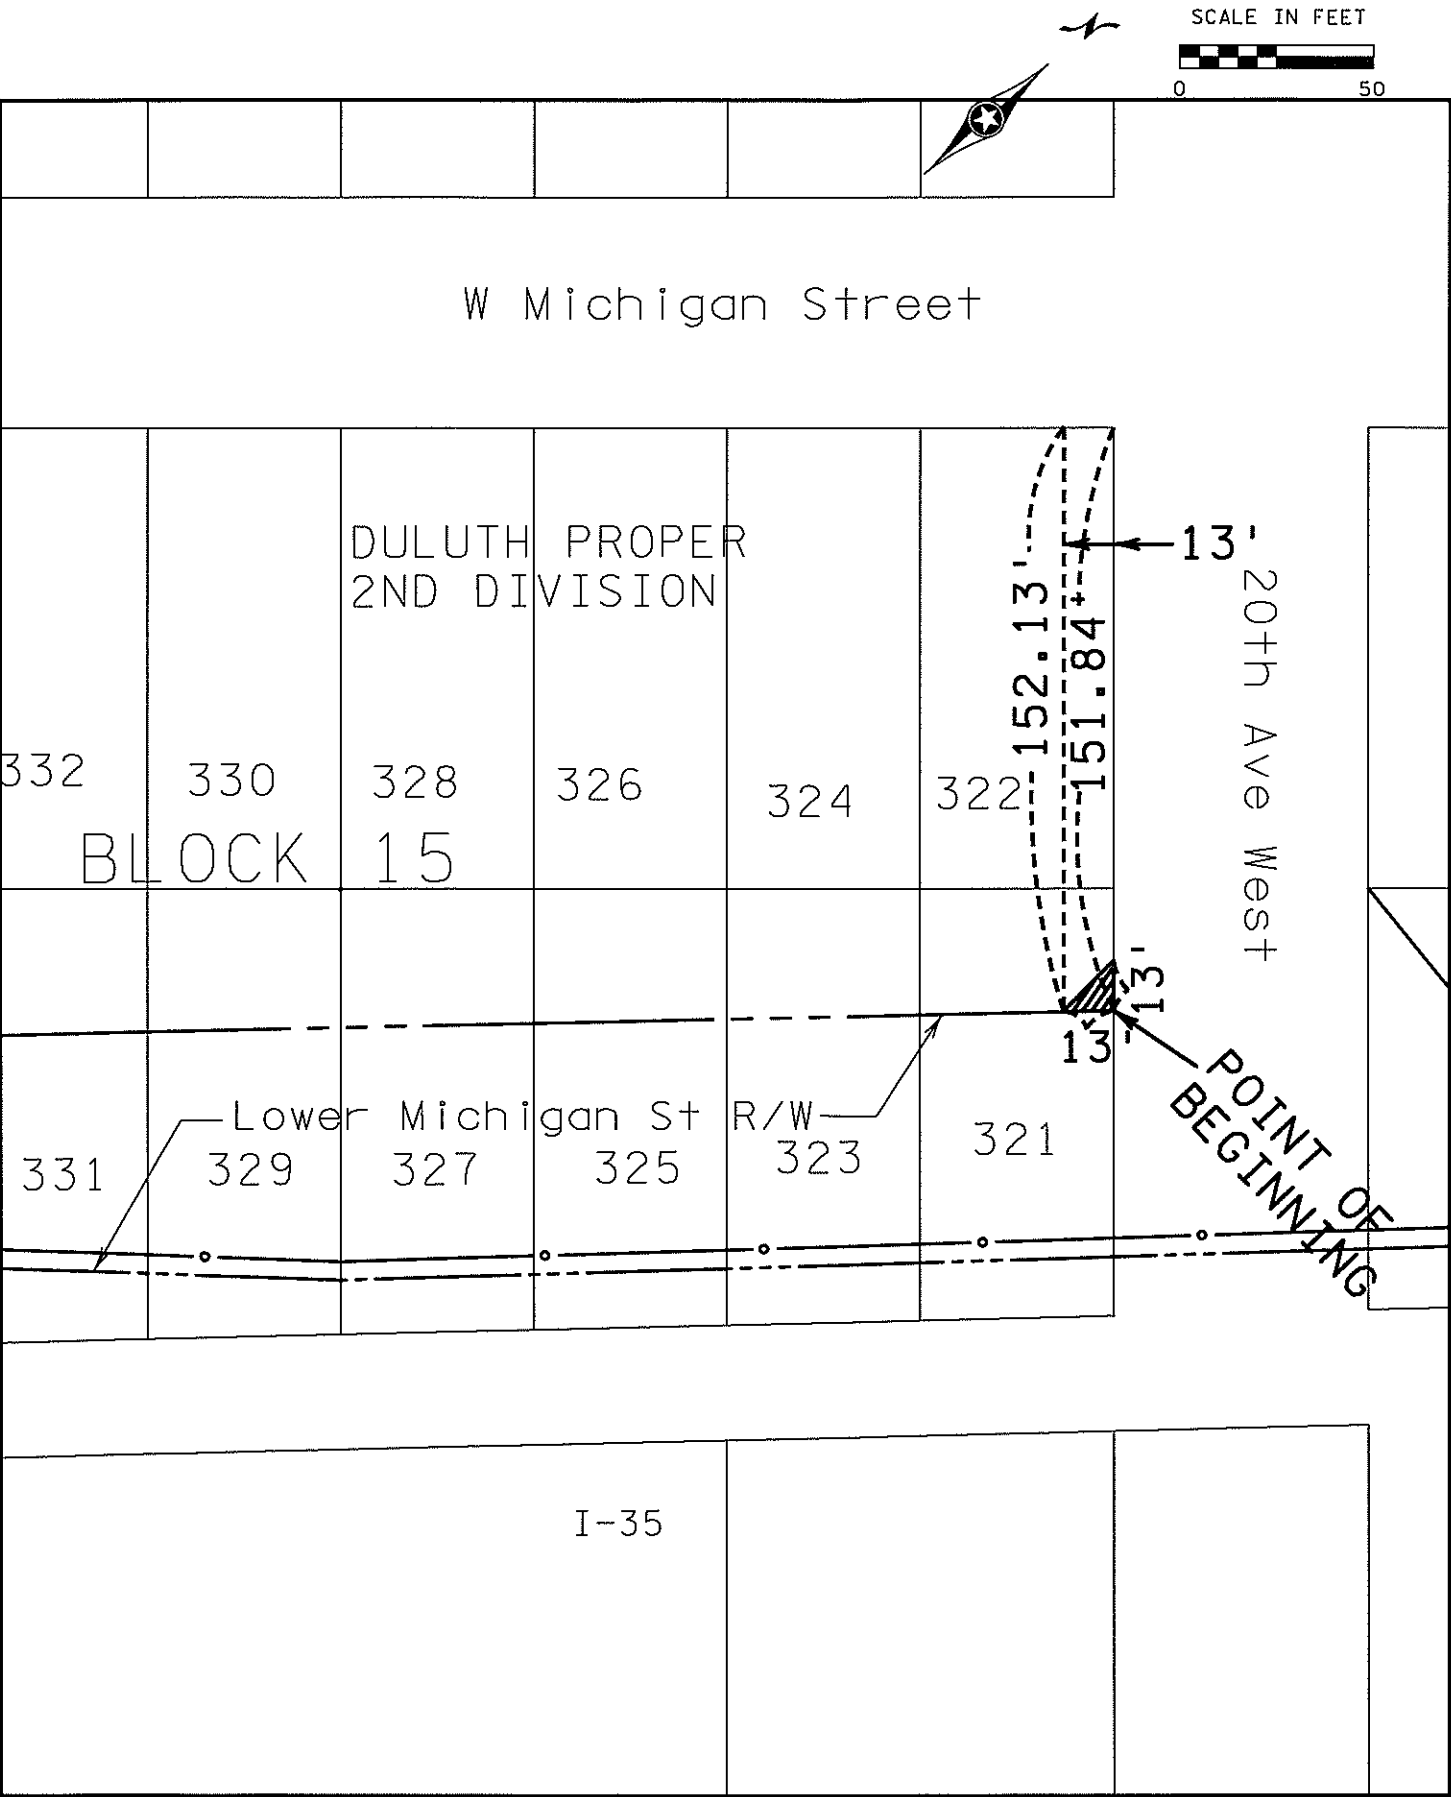 SCALE IN FEET
0 50
W Michigan Street
DULUTH PROPER
2ND DIVISION
13'
152.13'
151.84'
20th Ave West
332 330 328 326 324 322
BLOCK 15
13'
13'
POINT OF
BEGINNING
Lower Michigan St R/W
331 329 327 325 323 321
I-35